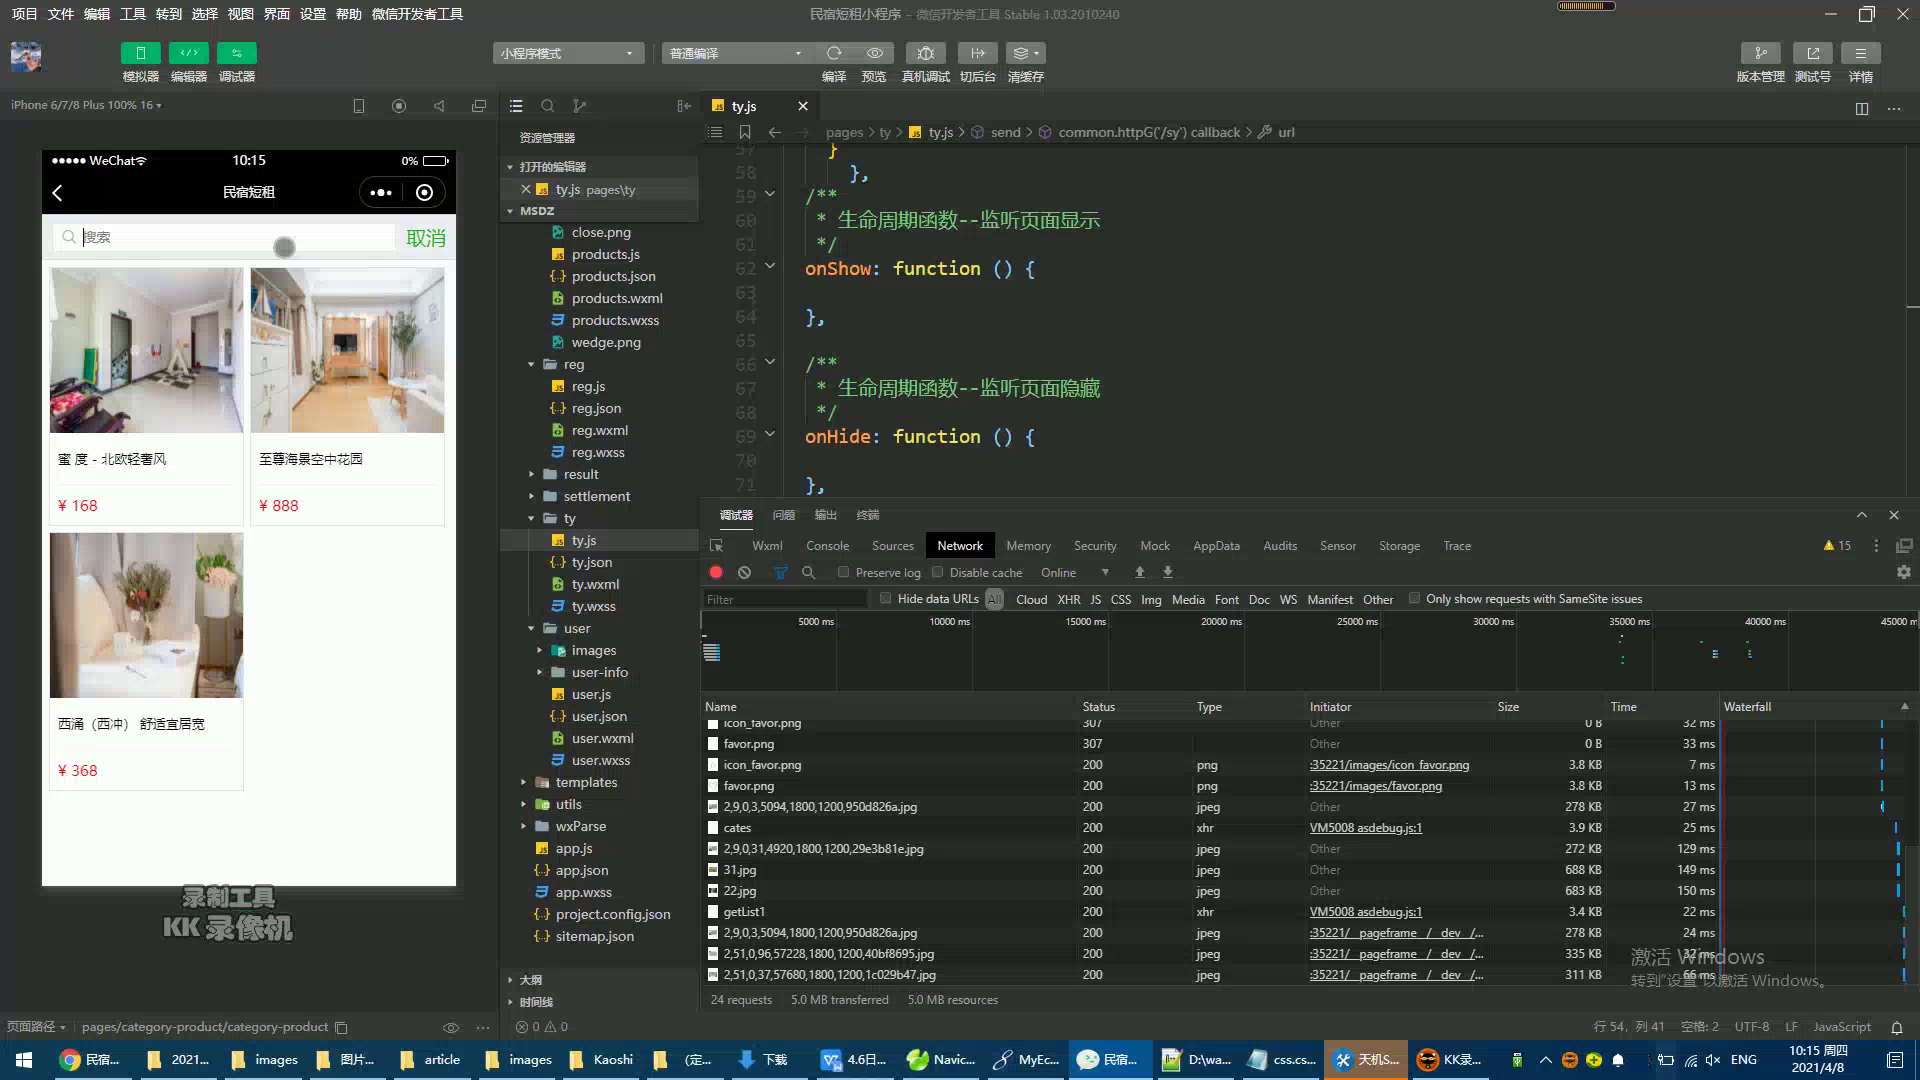 项目 文件 编辑 工具 转到 选择 视图 界面 设置 帮助 微信开发者工具
民宿短租小程序 - 微信开发者工具 Stable 1.03.2010240
小程序模式
普通编译
模拟器 编辑器 调试器
编译 预览 真机调试 切后台 清缓存
版本管理 测试号 详情
iPhone 6/7/8 Plus 100% 16
WeChat
10:15
0%
民宿短租
搜索
取消
蜜 度 - 北欧轻奢风
¥ 168
至尊海景空中花园
¥ 888
西涌（西冲） 舒适宜居宽
¥ 368
录制工具
KK 录像机
页面路径
pages/category-product/category-product
资源管理器
打开的编辑器
ty.js pages\ty
MSDZ
close.png
products.js
products.json
products.wxml
products.wxss
wedge.png
reg
reg.js
reg.json
reg.wxml
reg.wxss
result
settlement
ty
ty.js
ty.json
ty.wxml
ty.wxss
user
images
user-info
user.js
user.json
user.wxml
user.wxss
templates
utils
wxParse
app.js
app.json
app.wxss
project.config.json
sitemap.json
大纲
时间线
0 0
ty.js
pages > ty > ty.js > send > common.httpG('/sy') callback > url
57 }
58 },
59 /**
60 * 生命周期函数--监听页面显示
61 */
62 onShow: function () {
63
64 },
65
66 /**
67 * 生命周期函数--监听页面隐藏
68 */
69 onHide: function () {
70
71 },
调试器 问题 输出 终端
Wxml Console Sources Network Memory Security Mock AppData Audits Sensor Storage Trace
15
Preserve log Disable cache Online
Filter
Hide data URLs All Cloud XHR JS CSS Img Media Font Doc WS Manifest Other Only show requests with SameSite issues
5000 ms 10000 ms 15000 ms 20000 ms 25000 ms 30000 ms 35000 ms 40000 ms 45000 m
Name Status Type Initiator Size Time Waterfall
icon_favor.png 307 Other 0 B 32 ms
favor.png 307 Other 0 B 33 ms
icon_favor.png 200 png :35221/images/icon_favor.png 3.8 KB 7 ms
favor.png 200 png :35221/images/favor.png 3.8 KB 13 ms
2,9,0,3,5094,1800,1200,950d826a.jpg 200 jpeg Other 278 KB 27 ms
cates 200 xhr VM5008 asdebug.js:1 3.9 KB 25 ms
2,9,0,31,4920,1800,1200,29e3b81e.jpg 200 jpeg Other 272 KB 129 ms
31.jpg 200 jpeg Other 688 KB 149 ms
22.jpg 200 jpeg Other 683 KB 150 ms
getList1 200 xhr VM5008 asdebug.js:1 3.4 KB 22 ms
2,9,0,3,5094,1800,1200,950d826a.jpg 200 jpeg :35221/__pageframe__/__dev__/... 278 KB 24 ms
2,51,0,96,57228,1800,1200,40bf8695.jpg 200 jpeg :35221/__pageframe__/__dev__/... 335 KB 32 ms
2,51,0,37,57680,1800,1200,1c029b47.jpg 200 jpeg :35221/__pageframe__/__dev__/... 311 KB 66 ms
激活 Windows
转到"设置"以激活 Windows。
24 requests 5.0 MB transferred 5.0 MB resources
行 54，列 41 空格: 2 UTF-8 LF JavaScript
民宿... 2021... images 图片... article images Kaoshi (定... 下载 4.6日... Navic... MyEc... 民宿... D:\wa... css.cs... 天机S... KK录...
ENG
10:15 周四
2021/4/8